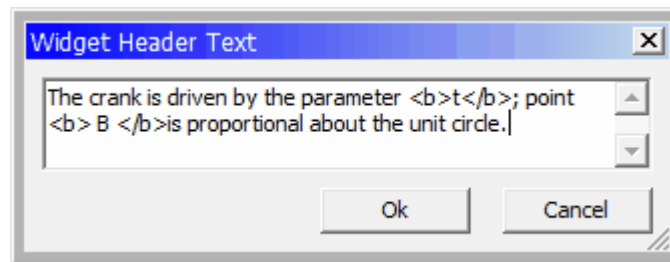 Widget Header Text
The crank is driven by the parameter <b>t</b>; point
<b> B </b>is proportional about the unit circle.
Ok Cancel